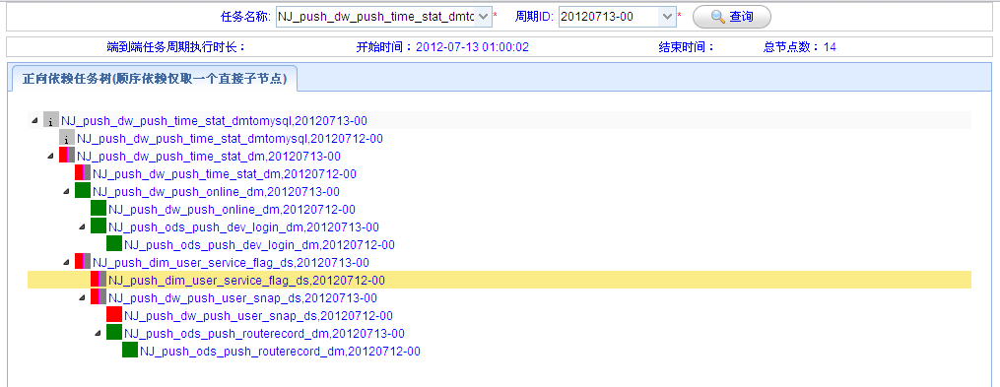 任务名称: NJ_push_dw_push_time_stat_dmto * 周期ID: 20120713-00 * 查询
端到端任务周期执行时长： 开始时间：2012-07-13 01:00:02 结束时间： 总节点数：14
正向依赖任务树(顺序依赖仅取一个直接子节点)
i NJ_push_dw_push_time_stat_dmtomysql,20120713-00
i NJ_push_dw_push_time_stat_dmtomysql,20120712-00
NJ_push_dw_push_time_stat_dm,20120713-00
NJ_push_dw_push_time_stat_dm,20120712-00
NJ_push_dw_push_online_dm,20120713-00
NJ_push_dw_push_online_dm,20120712-00
NJ_push_ods_push_dev_login_dm,20120713-00
NJ_push_ods_push_dev_login_dm,20120712-00
NJ_push_dim_user_service_flag_ds,20120713-00
NJ_push_dim_user_service_flag_ds,20120712-00
NJ_push_dw_push_user_snap_ds,20120713-00
NJ_push_dw_push_user_snap_ds,20120712-00
NJ_push_ods_push_routerecord_dm,20120713-00
NJ_push_ods_push_routerecord_dm,20120712-00